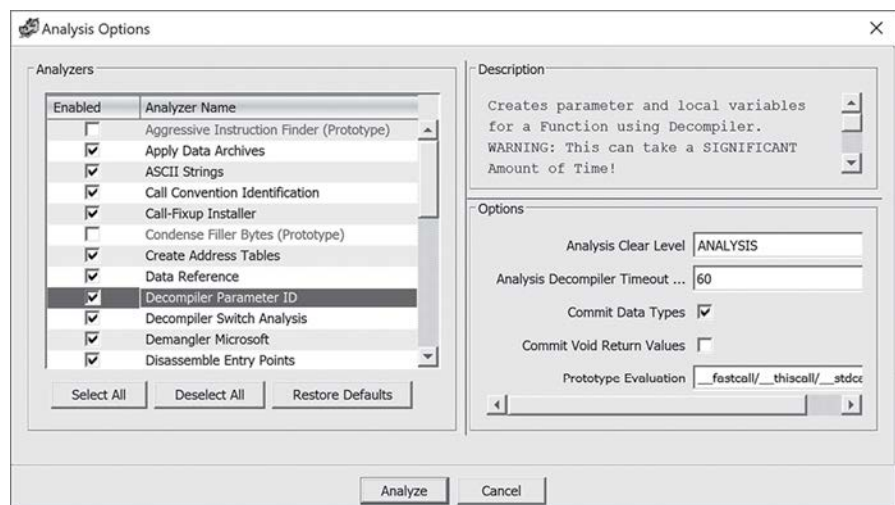 Analysis Options
Analyzers
Enabled Analyzer Name
Aggressive Instruction Finder (Prototype)
Apply Data Archives
ASCII Strings
Call Convention Identification
Call-Fixup Installer
Condense Filler Bytes (Prototype)
Create Address Tables
Data Reference
Decompiler Parameter ID
Decompiler Switch Analysis
Demangler Microsoft
Disassemble Entry Points
Select All Deselect All Restore Defaults
Description
Creates parameter and local variables
for a Function using Decompiler.
WARNING: This can take a SIGNIFICANT
Amount of Time!
Options
Analysis Clear Level ANALYSIS
Analysis Decompiler Timeout ... 60
Commit Data Types
Commit Void Return Values
Prototype Evaluation __fastcall/__thiscall/__stdca
Analyze Cancel